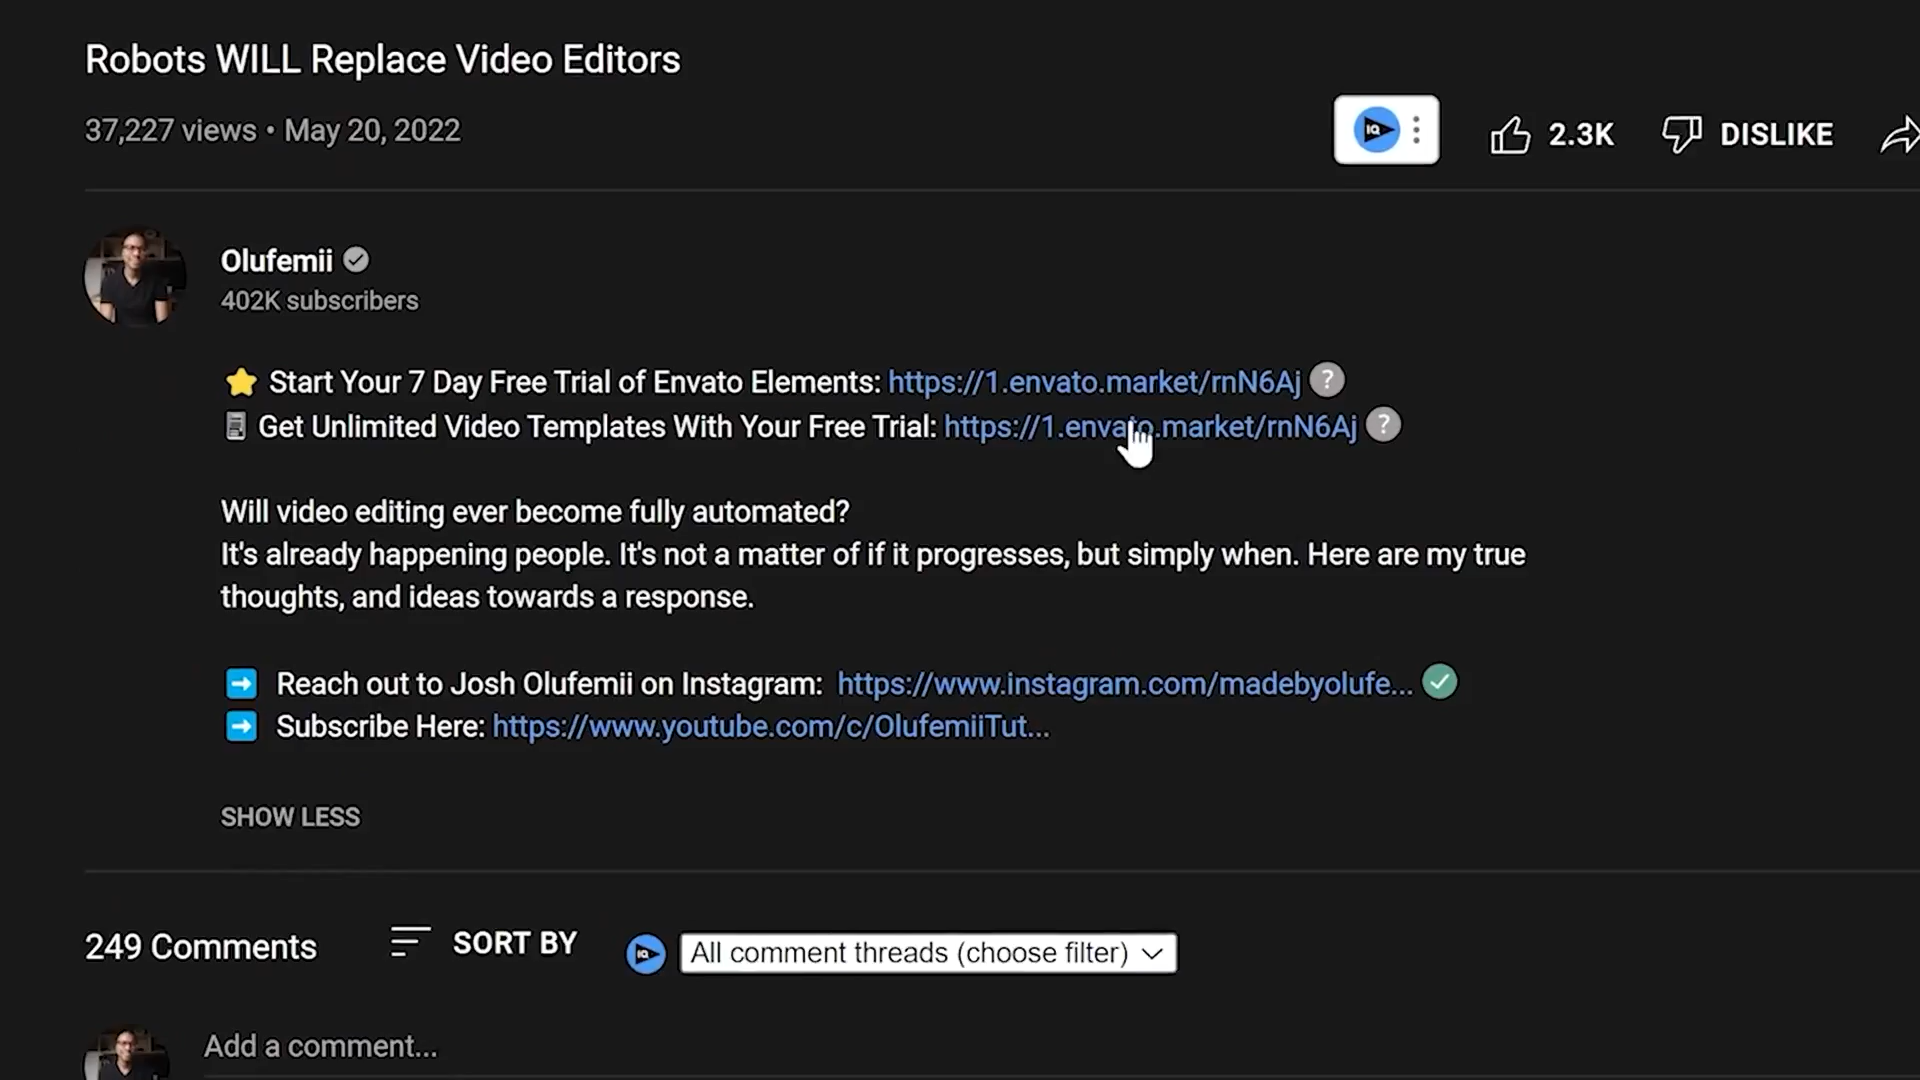 Robots WILL Replace Video Editors
37,227 views • May 20, 2022
IQ
2.3K
DISLIKE
Olufemii
402K subscribers
⭐ Start Your 7 Day Free Trial of Envato Elements: https://1.envato.market/rnN6Aj ?
Get Unlimited Video Templates With Your Free Trial: https://1.envato.market/rnN6Aj ?
Will video editing ever become fully automated?
It's already happening people. It's not a matter of if it progresses, but simply when. Here are my true
thoughts, and ideas towards a response.
➡ Reach out to Josh Olufemii on Instagram: https://www.instagram.com/madebyolufe...
➡ Subscribe Here: https://www.youtube.com/c/OlufemiiTut...
SHOW LESS
249 Comments
SORT BY
IQ
All comment threads (choose filter)
Add a comment...